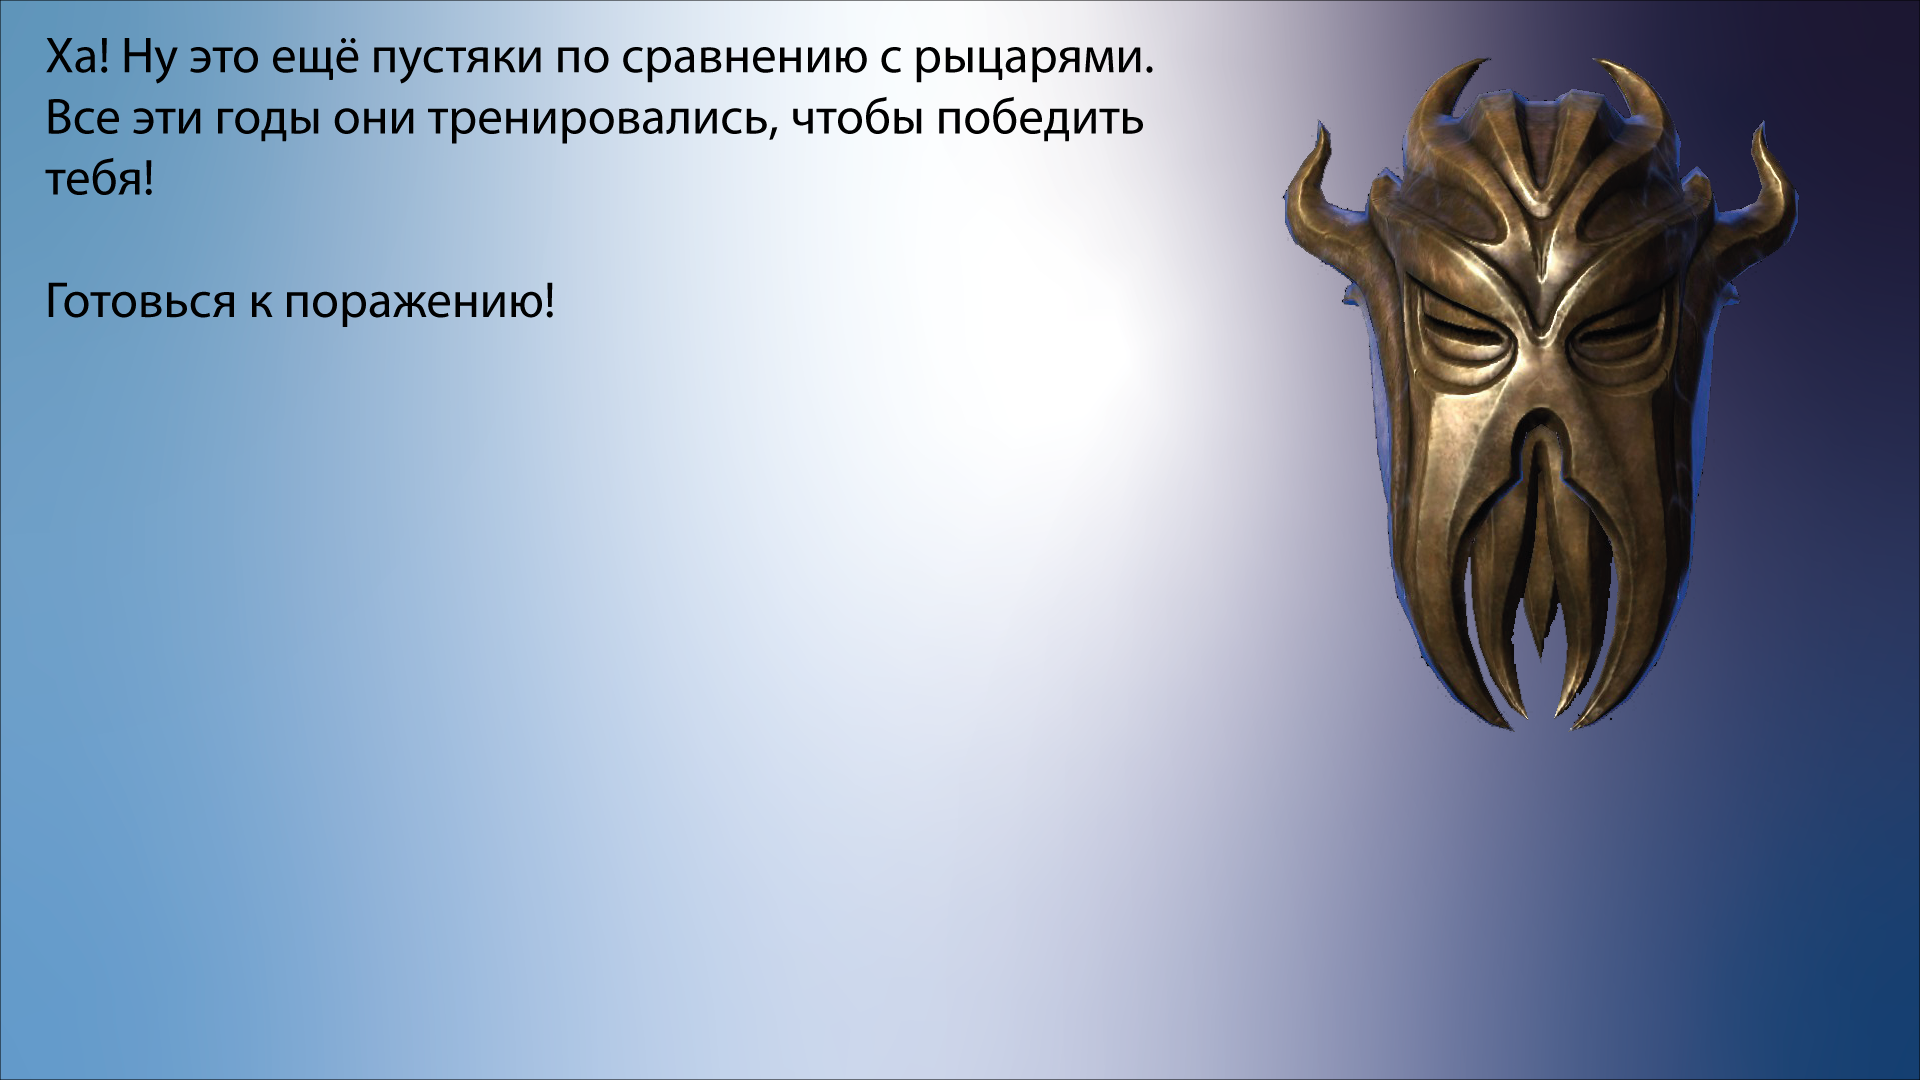 Ха! Ну это ещё пустяки по сравнению с рыцарями.
Все эти годы они тренировались, чтобы победить
тебя!
Готовься к поражению!